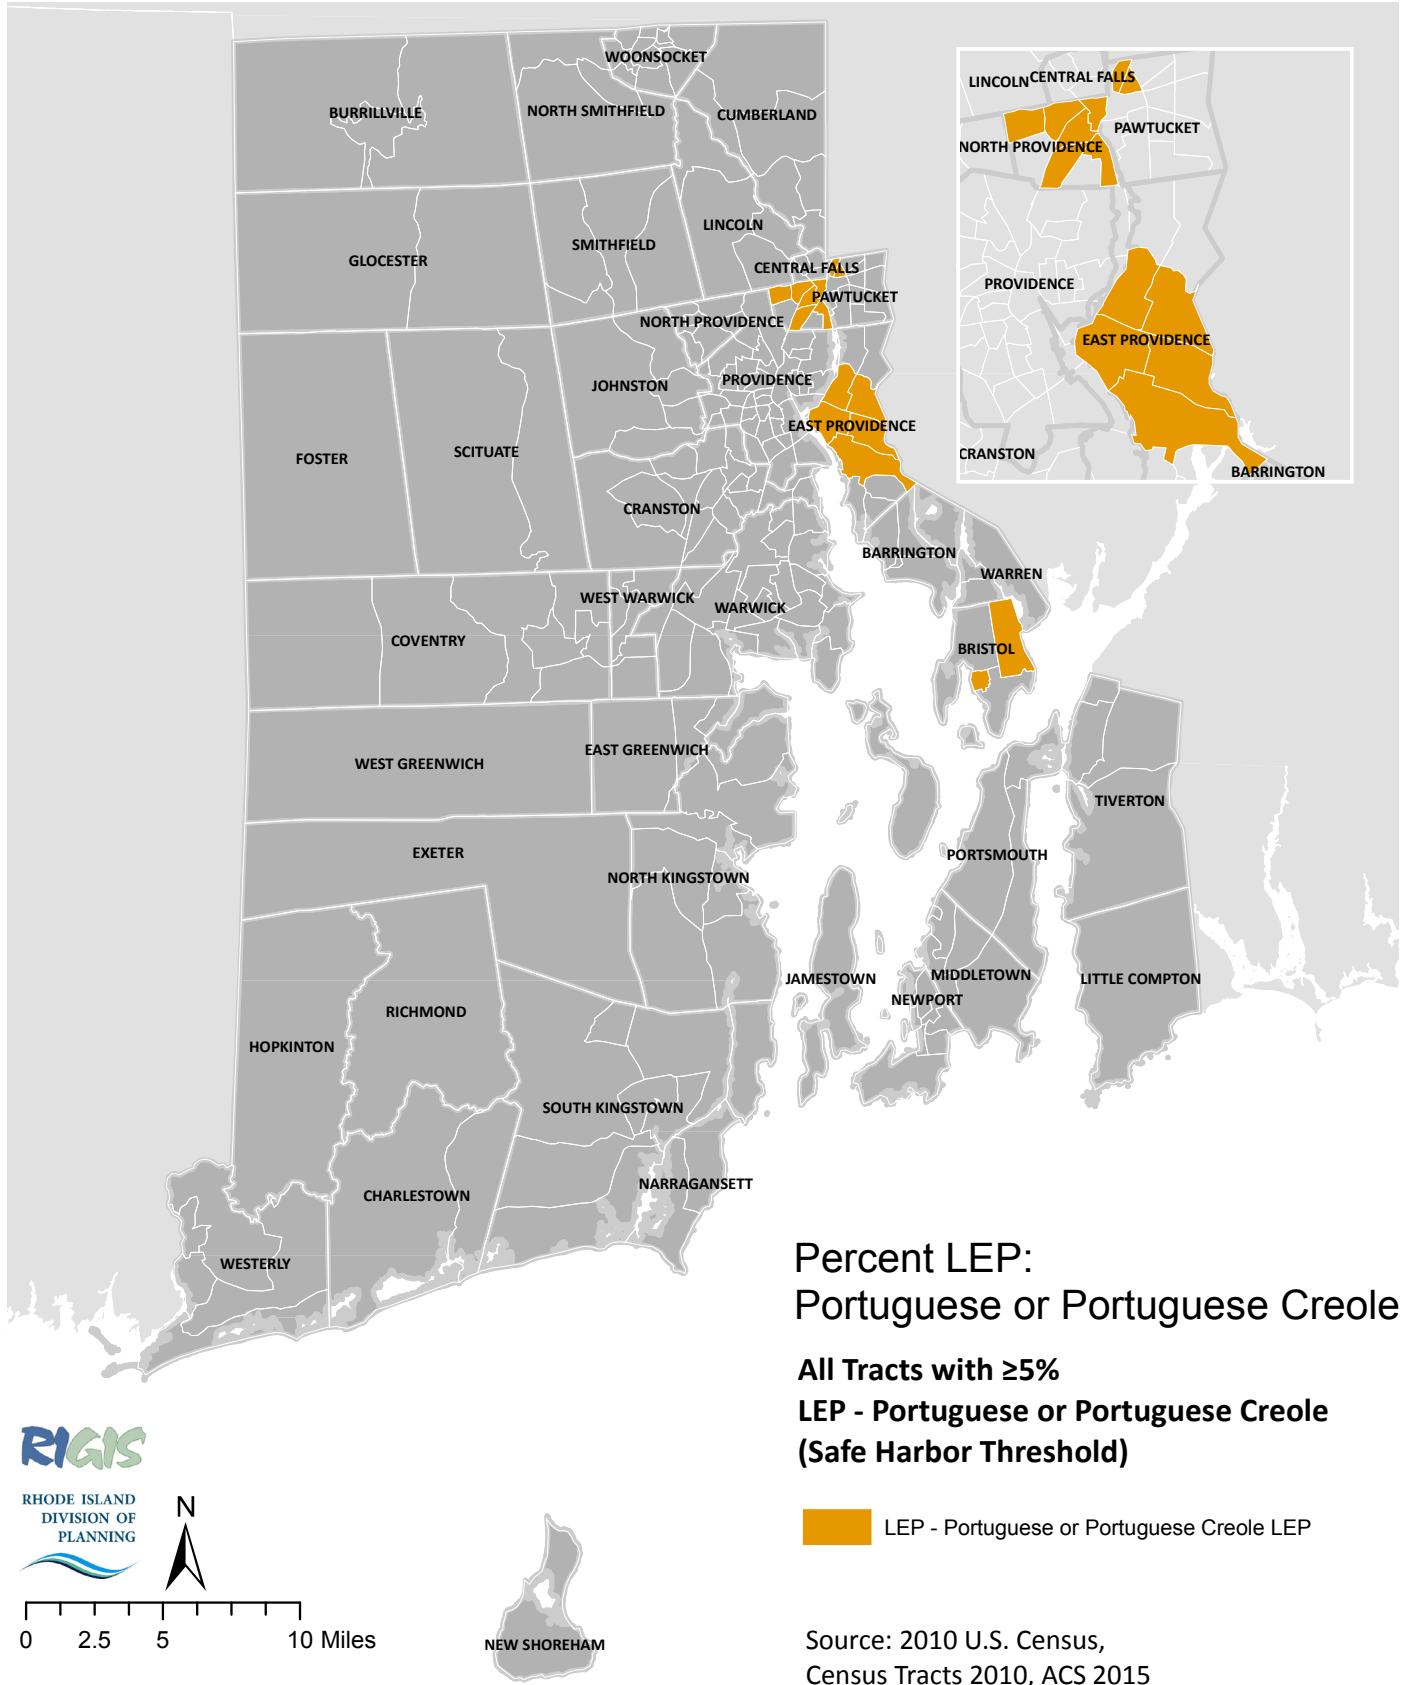 WOONSOCKET
BURRILLVILLE
NORTH SMITHFIELD
CUMBERLAND
LINCOLN
SMITHFIELD
GLOCESTER
CENTRAL FALLS
PAWTUCKET
NORTH PROVIDENCE
PROVIDENCE
JOHNSTON
EAST PROVIDENCE
SCITUATE
FOSTER
CRANSTON
BARRINGTON
WARREN
WEST WARWICK
WARWICK
COVENTRY
BRISTOL
EAST GREENWICH
WEST GREENWICH
TIVERTON
EXETER
PORTSMOUTH
NORTH KINGSTOWN
JAMESTOWN
MIDDLETOWN
LITTLE COMPTON
NEWPORT
RICHMOND
HOPKINTON
SOUTH KINGSTOWN
NARRAGANSETT
CHARLESTOWN
WESTERLY
NEW SHOREHAM
LINCOLN
CENTRAL FALLS
PAWTUCKET
NORTH PROVIDENCE
PROVIDENCE
EAST PROVIDENCE
CRANSTON
BARRINGTON
Percent LEP:
Portuguese or Portuguese Creole
All Tracts with ≥5%
LEP - Portuguese or Portuguese Creole
(Safe Harbor Threshold)
LEP - Portuguese or Portuguese Creole LEP
Source: 2010 U.S. Census,
Census Tracts 2010, ACS 2015
RIGIS
RHODE ISLAND
DIVISION OF
PLANNING
N
0 2.5 5 10 Miles